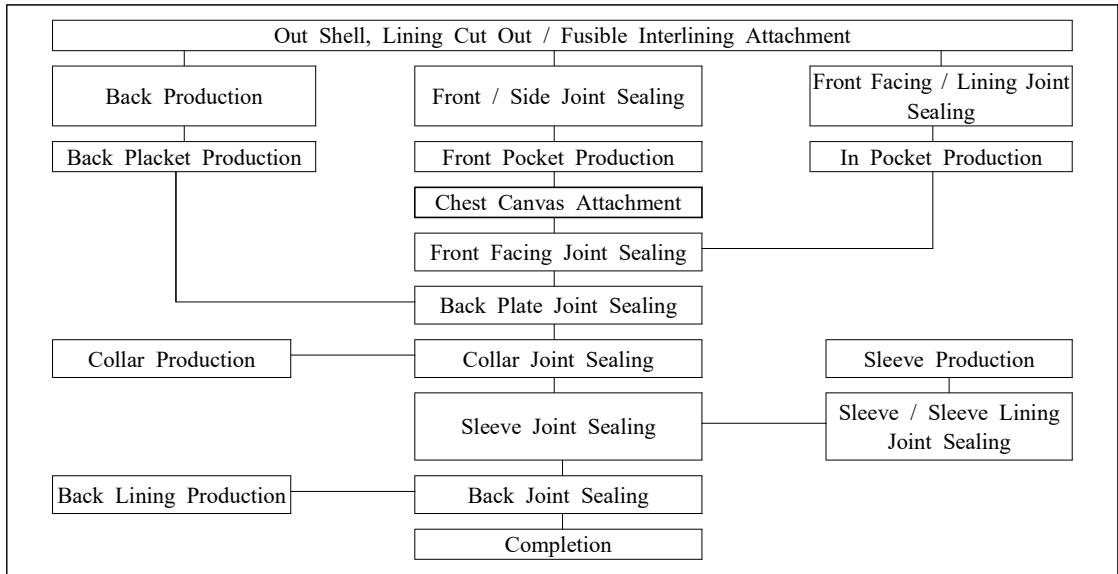 Out Shell, Lining Cut Out / Fusible Interlining Attachment
Back Production
Front / Side Joint Sealing
Front Facing / Lining Joint
Sealing
Back Placket Production
Front Pocket Production
In Pocket Production
Chest Canvas Attachment
Front Facing Joint Sealing
Back Plate Joint Sealing
Collar Production
Collar Joint Sealing
Sleeve Production
Sleeve Joint Sealing
Sleeve / Sleeve Lining
Joint Sealing
Back Lining Production
Back Joint Sealing
Completion